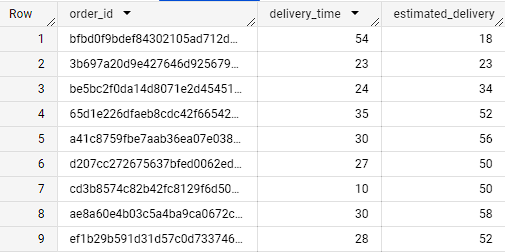 Row order_id delivery_time estimated_delivery
1 bfbd0f9bdef84302105ad712d... 54 18
2 3b697a20d9e427646d925679... 23 23
3 be5bc2f0da14d8071e2d45451... 24 34
4 65d1e226dfaeb8cdc42f66542... 35 52
5 a41c8759fbe7aab36ea07e038... 30 56
6 d207cc272675637bfed0062ed... 27 50
7 cd3b8574c82b42fc8129f6d50... 10 50
8 ae8a60e4b03c5a4ba9ca0672c... 30 58
9 ef1b29b591d31d57c0d733746... 28 52